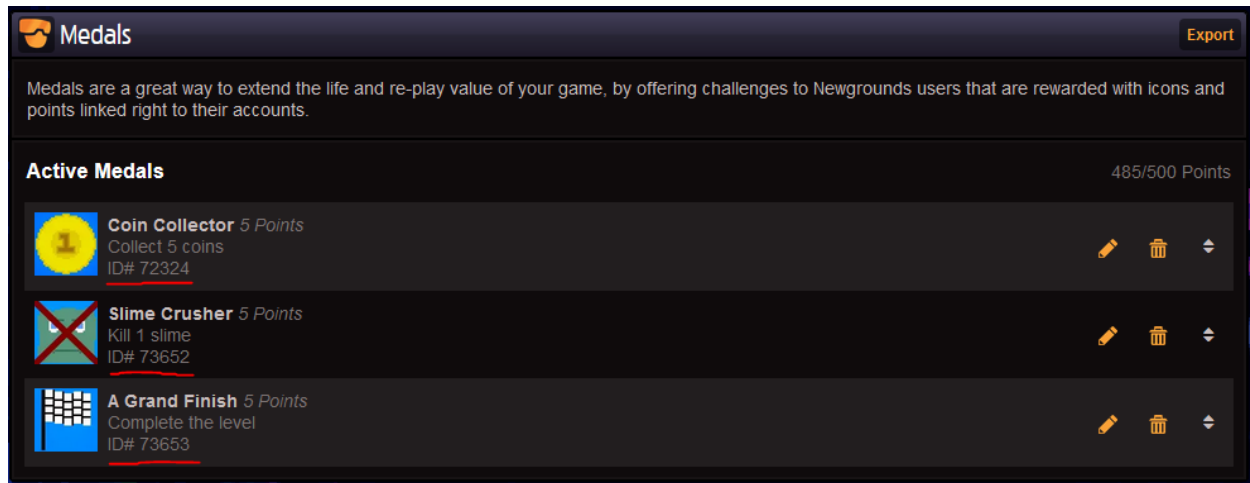 Medals
Export
Medals are a great way to extend the life and re-play value of your game, by offering challenges to Newgrounds users that are rewarded with icons and
points linked right to their accounts.
Active Medals
485/500 Points
1
Coin Collector 5 Points
Collect 5 coins
ID# 72324
Slime Crusher 5 Points
Kill 1 slime
ID# 73652
A Grand Finish 5 Points
Complete the level
ID# 73653